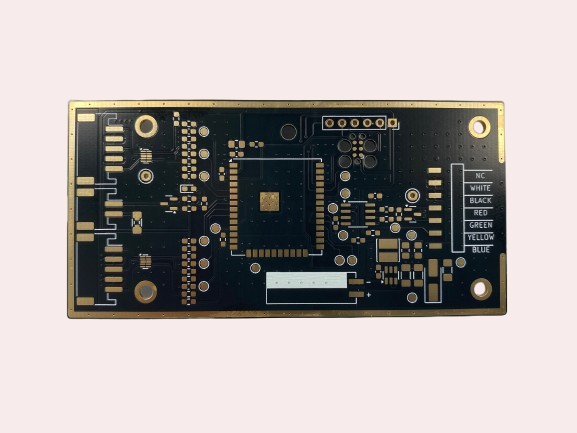 NC
WHITE
BLACK
RED
GREEN
YELLOW
BLUE
-
+